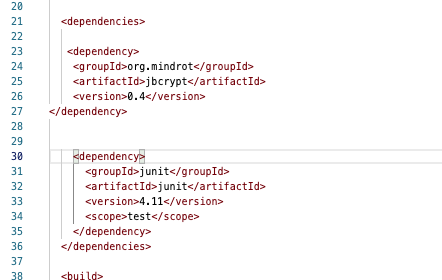 20
21 <dependencies>
22
23 <dependency>
24 <groupId>org.mindrot</groupId>
25 <artifactId>jbcrypt</artifactId>
26 <version>0.4</version>
27 </dependency>
28
29
30 <dependency>
31 <groupId>junit</groupId>
32 <artifactId>junit</artifactId>
33 <version>4.11</version>
34 <scope>test</scope>
35 </dependency>
36 </dependencies>
37
38 <build>